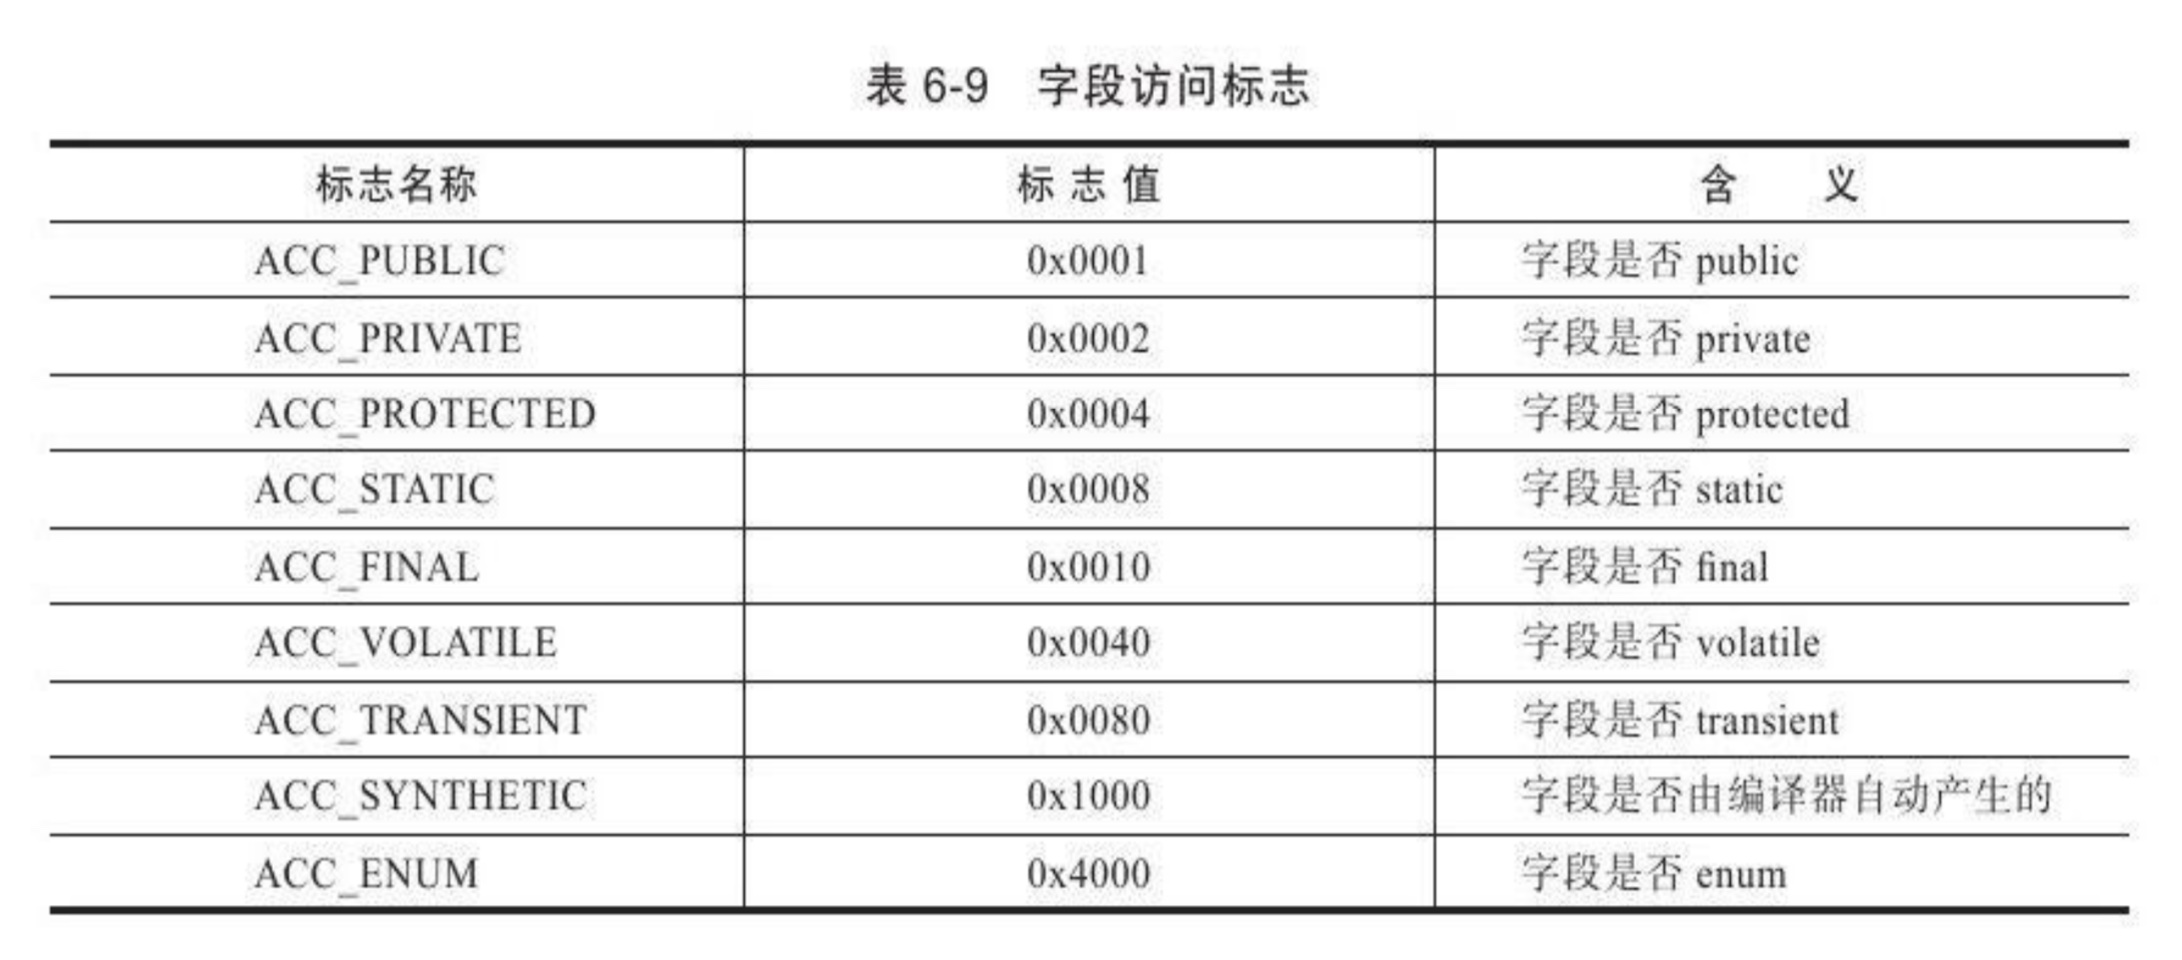 表 6-9 字段访问标志
标志名称 标 志 值 含 义
ACC_PUBLIC 0x0001 字段是否 public
ACC_PRIVATE 0x0002 字段是否 private
ACC_PROTECTED 0x0004 字段是否 protected
ACC_STATIC 0x0008 字段是否 static
ACC_FINAL 0x0010 字段是否 final
ACC_VOLATILE 0x0040 字段是否 volatile
ACC_TRANSIENT 0x0080 字段是否 transient
ACC_SYNTHETIC 0x1000 字段是否由编译器自动产生的
ACC_ENUM 0x4000 字段是否 enum